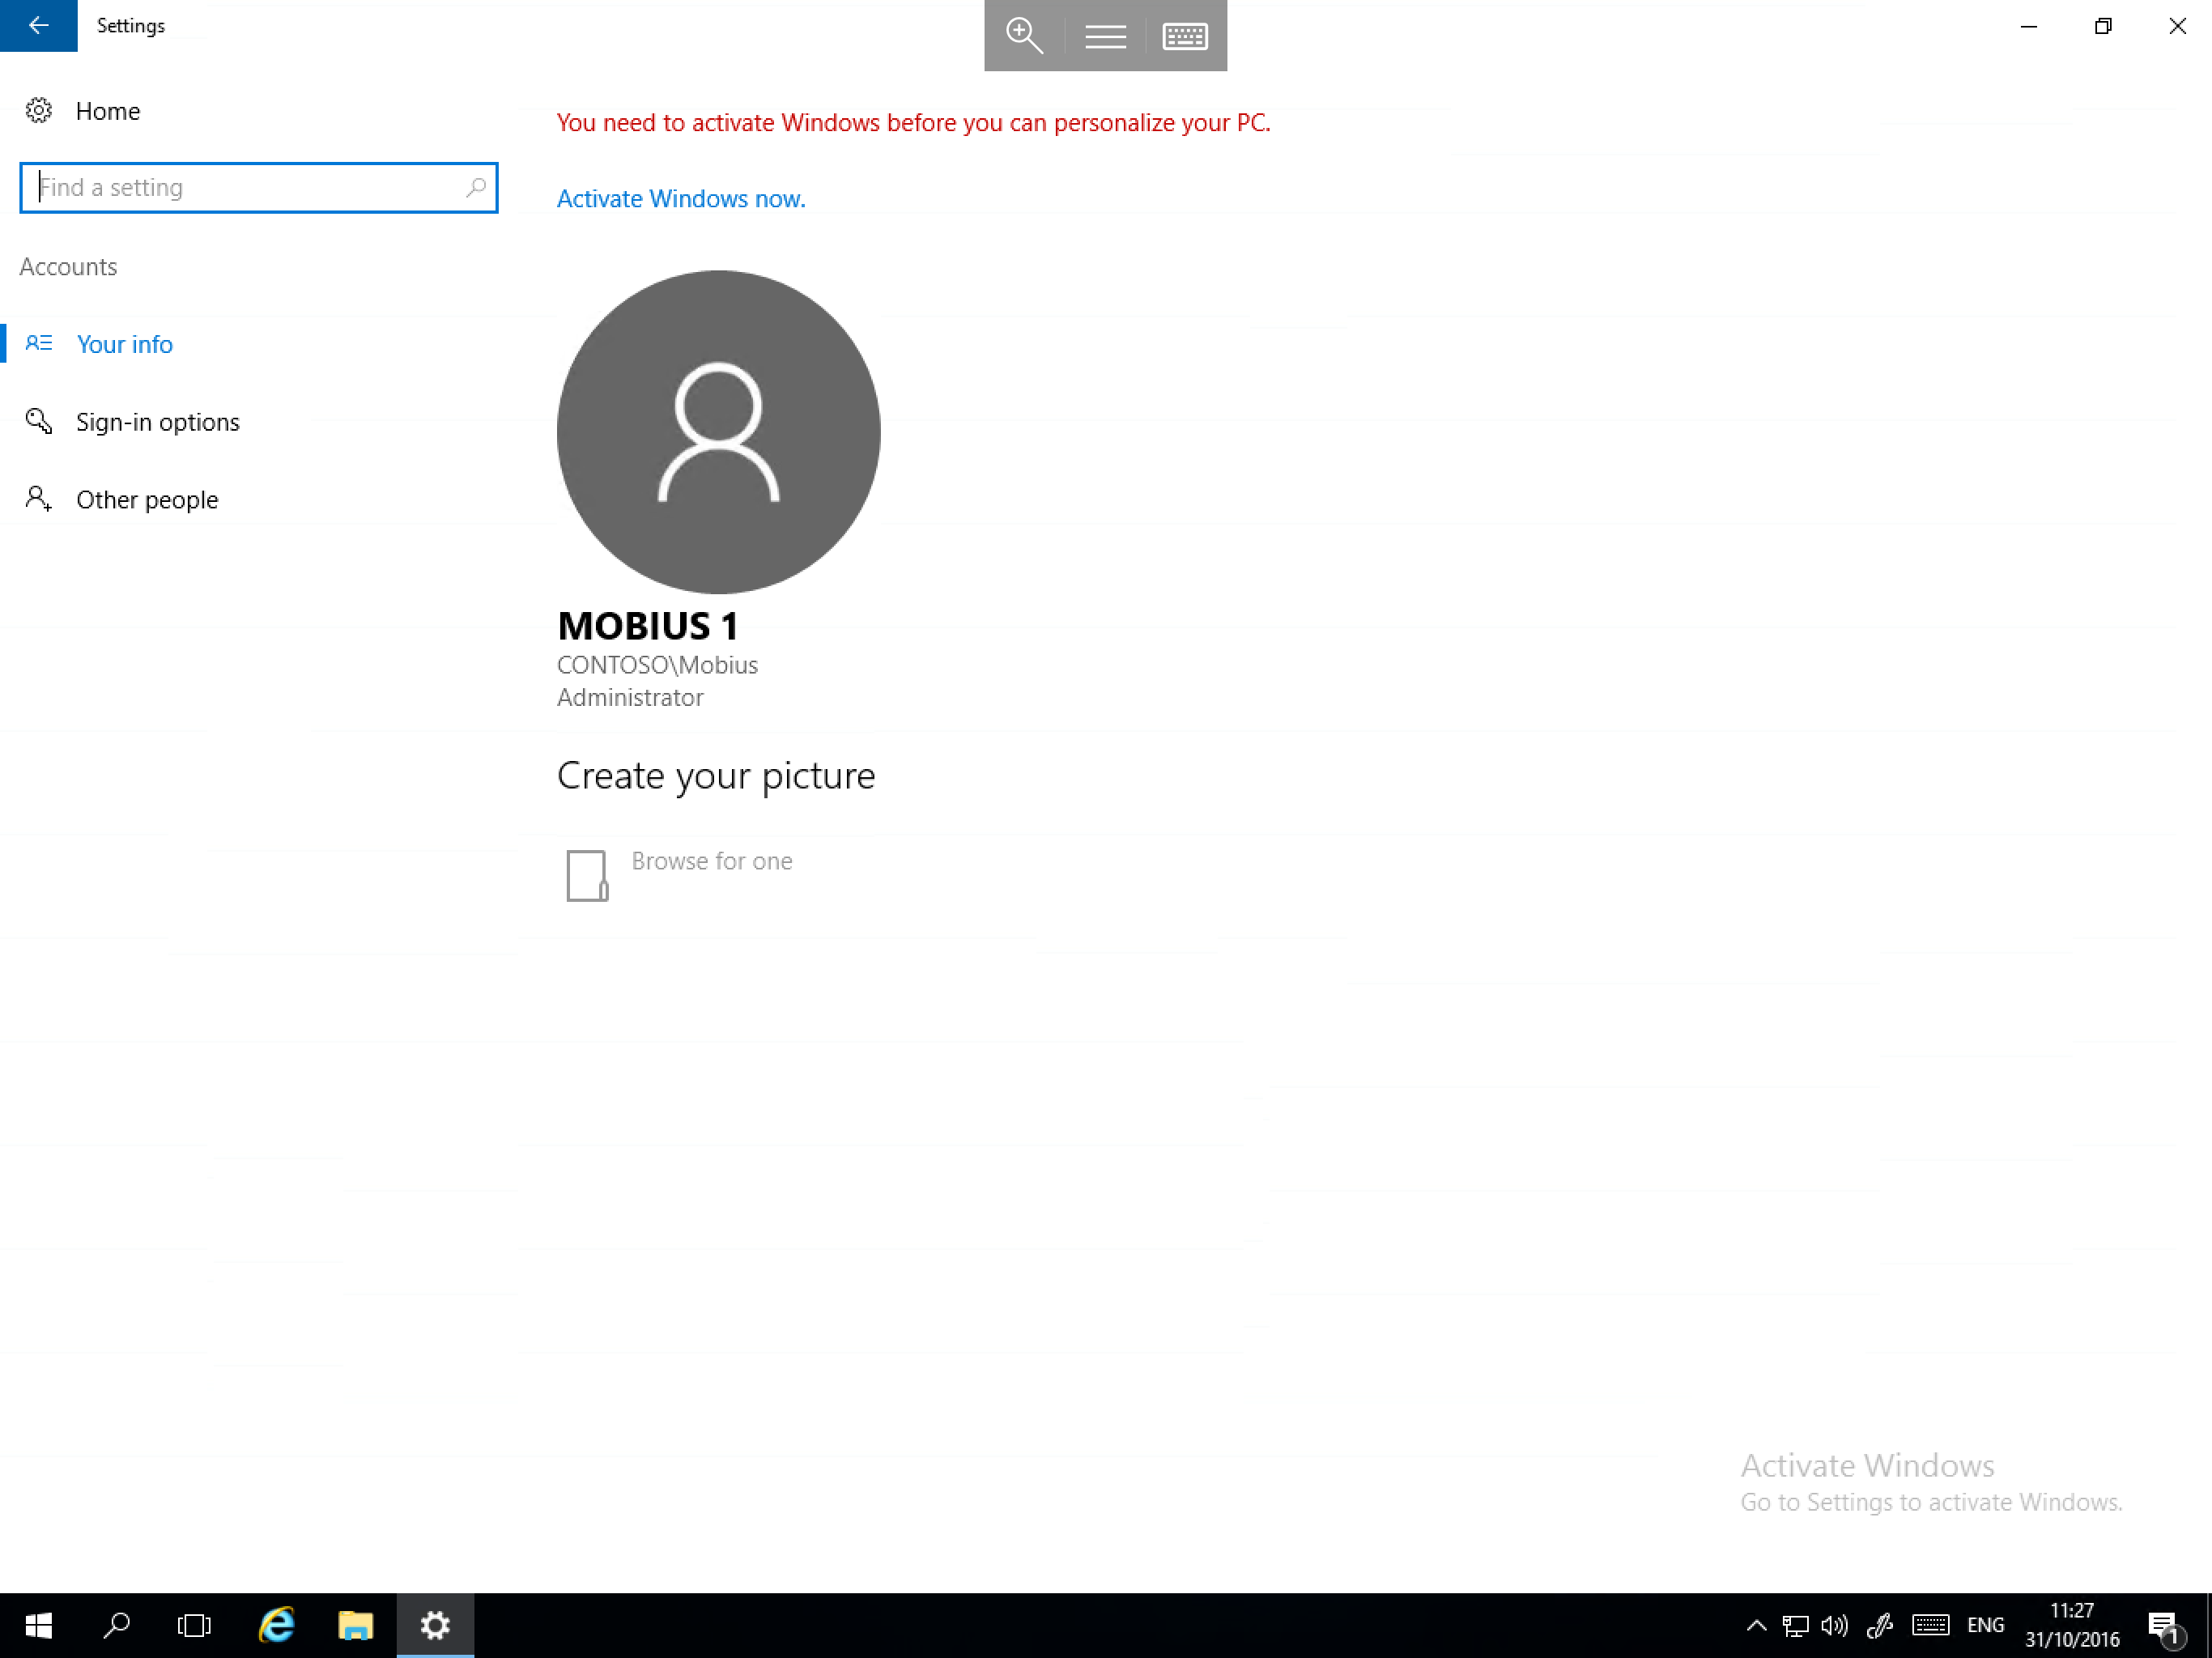 Settings
Home
You need to activate Windows before you can personalize your PC.
Find a setting
Activate Windows now.
Accounts
Your info
Sign-in options
Other people
MOBIUS 1
CONTOSO\Mobius
Administrator
Create your picture
Browse for one
Activate Windows
Go to Settings to activate Windows.
ENG
11:27
31/10/2016
1